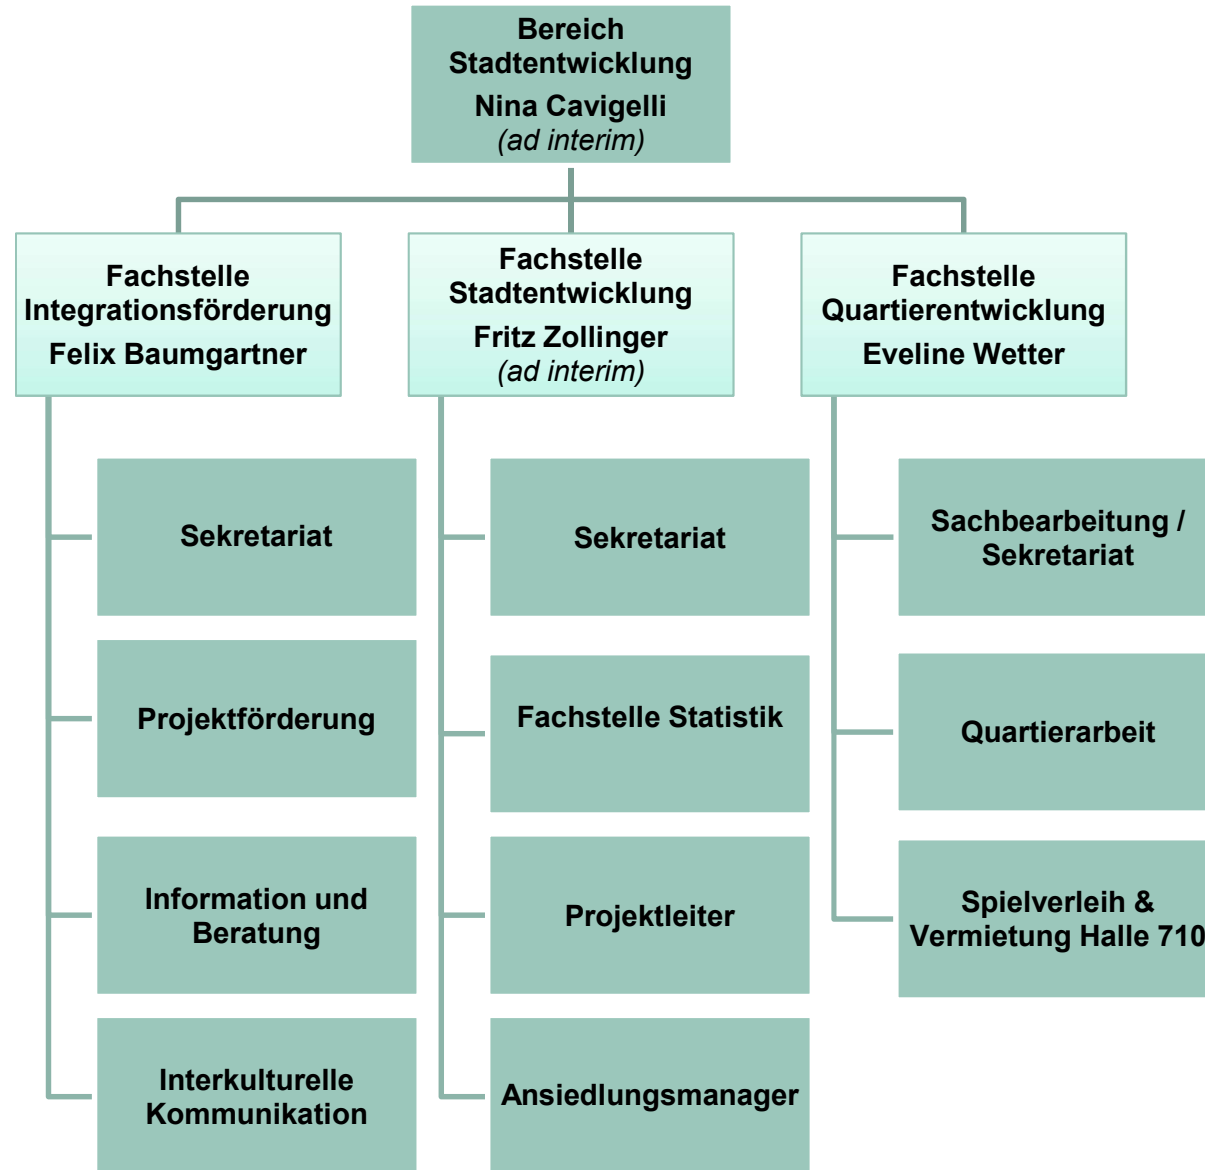 Bereich
Stadtentwicklung
Nina Cavigelli
(ad interim)
Fachstelle
Integrationsförderung
Felix Baumgartner
Fachstelle
Stadtentwicklung
Fritz Zollinger
(ad interim)
Fachstelle
Quartierentwicklung
Eveline Wetter
Sekretariat
Projektförderung
Information und
Beratung
Interkulturelle
Kommunikation
Sekretariat
Fachstelle Statistik
Projektleiter
Ansiedlungsmanager
Sachbearbeitung /
Sekretariat
Quartierarbeit
Spielverleih &
Vermietung Halle 710